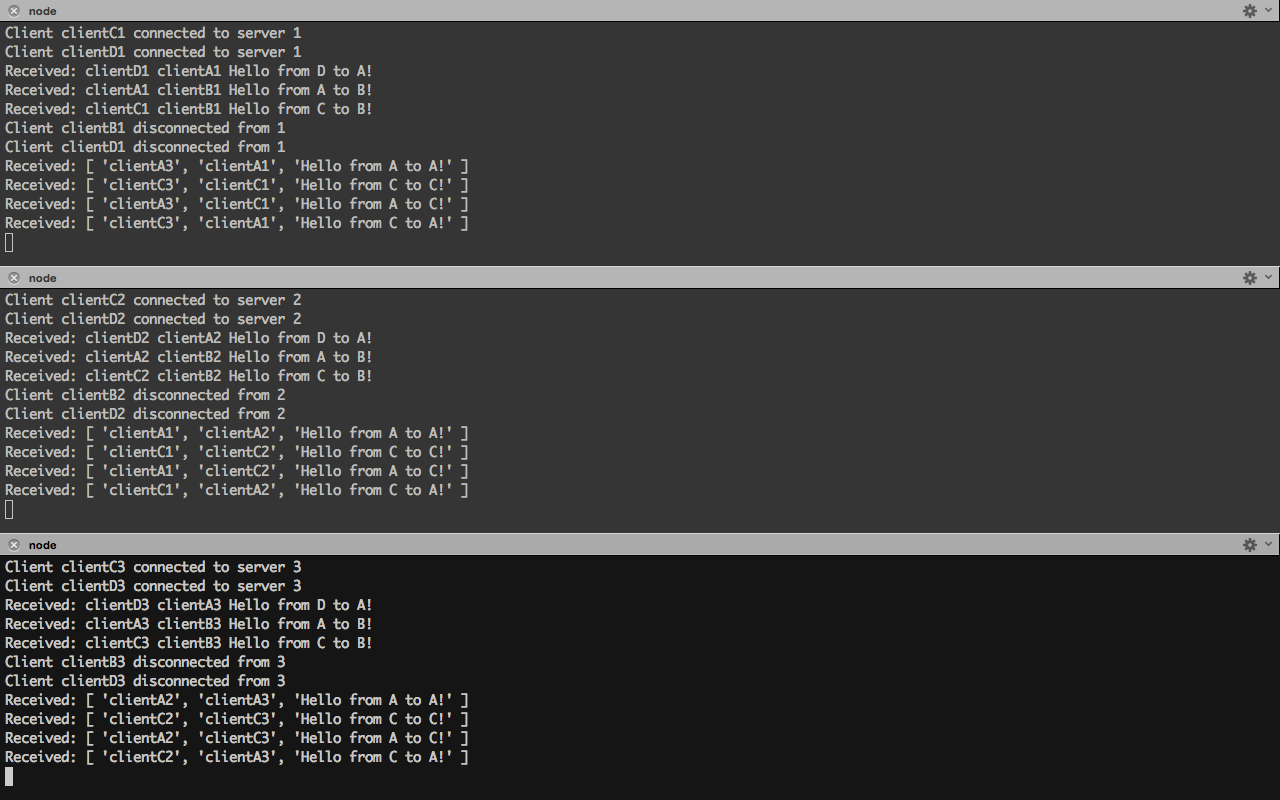 node
Client clientC1 connected to server 1
Client clientD1 connected to server 1
Received: clientD1 clientA1 Hello from D to A!
Received: clientA1 clientB1 Hello from A to B!
Received: clientC1 clientB1 Hello from C to B!
Client clientB1 disconnected from 1
Client clientD1 disconnected from 1
Received: [ 'clientA3', 'clientA1', 'Hello from A to A!' ]
Received: [ 'clientC3', 'clientC1', 'Hello from C to C!' ]
Received: [ 'clientA3', 'clientC1', 'Hello from A to C!' ]
Received: [ 'clientC3', 'clientA1', 'Hello from C to A!' ]
node
Client clientC2 connected to server 2
Client clientD2 connected to server 2
Received: clientD2 clientA2 Hello from D to A!
Received: clientA2 clientB2 Hello from A to B!
Received: clientC2 clientB2 Hello from C to B!
Client clientB2 disconnected from 2
Client clientD2 disconnected from 2
Received: [ 'clientA1', 'clientA2', 'Hello from A to A!' ]
Received: [ 'clientC1', 'clientC2', 'Hello from C to C!' ]
Received: [ 'clientA1', 'clientC2', 'Hello from A to C!' ]
Received: [ 'clientC1', 'clientA2', 'Hello from C to A!' ]
node
Client clientC3 connected to server 3
Client clientD3 connected to server 3
Received: clientD3 clientA3 Hello from D to A!
Received: clientA3 clientB3 Hello from A to B!
Received: clientC3 clientB3 Hello from C to B!
Client clientB3 disconnected from 3
Client clientD3 disconnected from 3
Received: [ 'clientA2', 'clientA3', 'Hello from A to A!' ]
Received: [ 'clientC2', 'clientC3', 'Hello from C to C!' ]
Received: [ 'clientA2', 'clientC3', 'Hello from A to C!' ]
Received: [ 'clientC2', 'clientA3', 'Hello from C to A!' ]